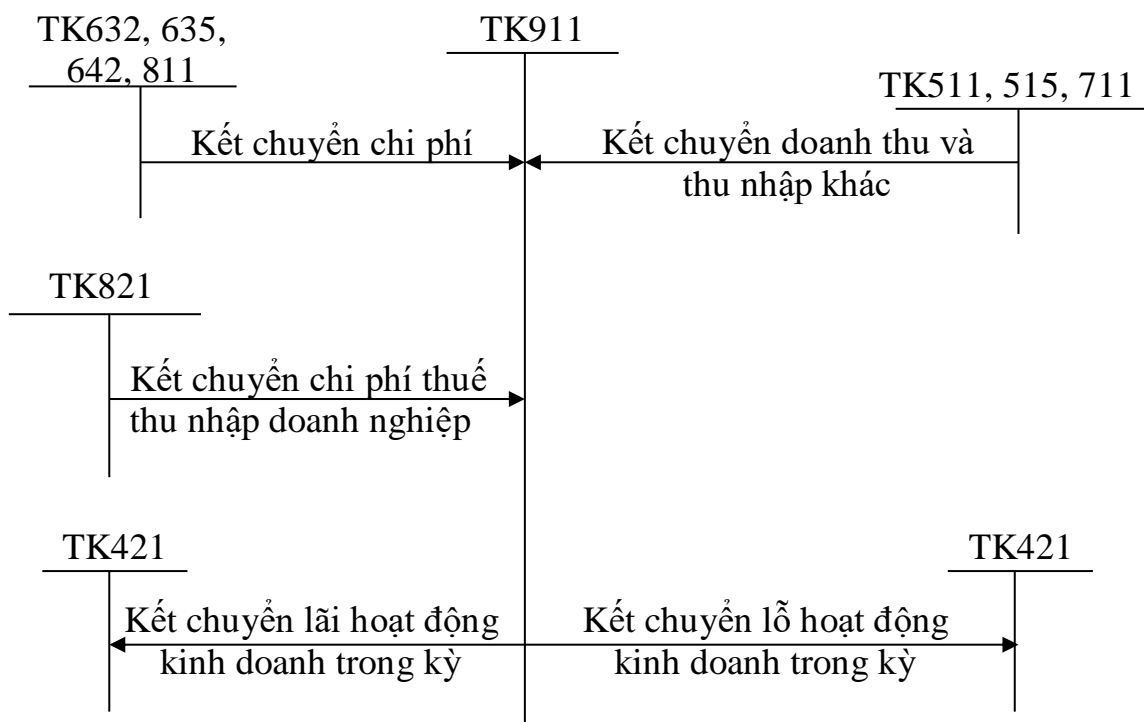 TK632, 635,
642, 811
TK911
TK511, 515, 711
Kết chuyển chi phí
Kết chuyển doanh thu và
thu nhập khác
TK821
Kết chuyển chi phí thuế
thu nhập doanh nghiệp
TK421
TK421
Kết chuyển lãi hoạt động
kinh doanh trong kỳ
Kết chuyển lỗ hoạt động
kinh doanh trong kỳ